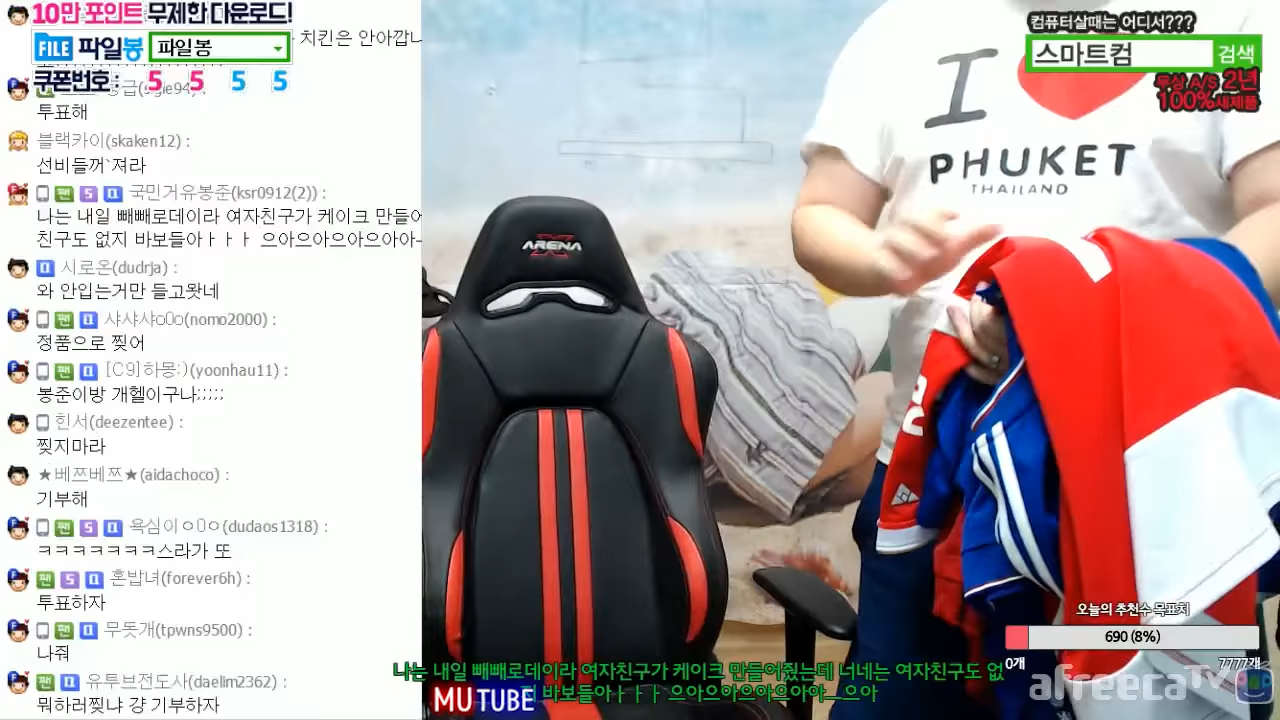 10만 포인트 무제한 다운로드!
FILE 파일봉 파일봉
치킨은 안아깝니
쿠폰번호: 5 5 5 5
투표해
블랙카이(skaken12) :
선비들꺼`져라
팬 S 국민거유봉준(ksr0912(2)) :
나는 내일 빼빼로데이라 여자친구가 케이크 만들어
친구도 없지 바보들아ㅏㅏㅏ 으아으아으아으아아
시로온(dudrja) :
와 안입는거만 들고왓네
팬 샤샤샤oOo(nomo2000) :
정품으로 찢어
팬 [C9]하몽:)(yoonhau11) :
봉준이방 개헬이구나;;;;;
힌서(deezentee) :
찢지마라
★베쯔베쯔★(aidachoco) :
기부해
팬 S 욕심이ㅇ0ㅇ(dudaos1318) :
ㅋㅋㅋㅋㅋㅋㅋ스라가 또
팬 S 혼밥녀(forever6h) :
투표하자
팬 무돗개(tpwns9500) :
나줘
팬 유투브전도사(daelim2362) :
뭐하러찢냐 걍 기부하자
컴퓨터살때는 어디서???
스마트컴 검색
무상 A/S 2년
100%새제품
I
PHUKET
THAILAND
ARENA
오늘의 추천수 목표치
690 (8%)
0개 7777개
나는 내일 빼빼로데이라 여자친구가 케이크 만들어줬는데 너네는 여자친구도 없
지 바보들아ㅏㅏㅏ 으아으아으아으아아_으아
MUTUBE
afreecaTV